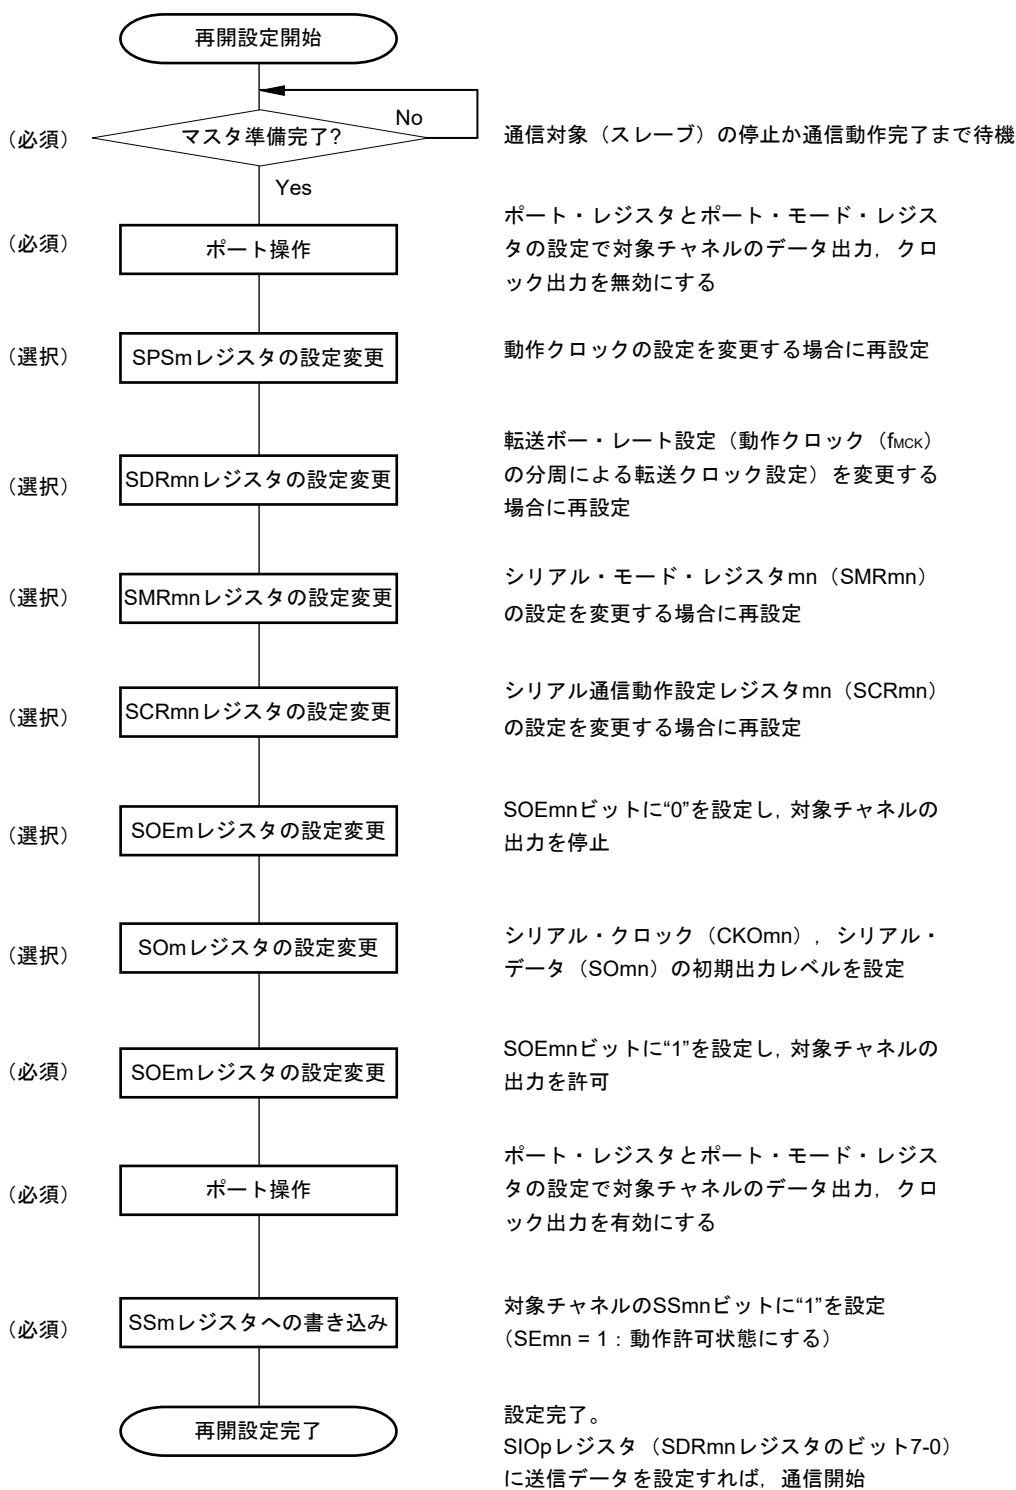 再開設定開始
No
（必須）
マスタ準備完了?
通信対象（スレーブ）の停止か通信動作完了まで待機
Yes
（必須）
ポート操作
ポート・レジスタとポート・モード・レジス
タの設定で対象チャネルのデータ出力，クロ
ック出力を無効にする
（選択）
SPSmレジスタの設定変更
動作クロックの設定を変更する場合に再設定
（選択）
SDRmnレジスタの設定変更
転送ボー・レート設定（動作クロック（fMCK）
の分周による転送クロック設定）を変更する
場合に再設定
（選択）
SMRmnレジスタの設定変更
シリアル・モード・レジスタmn（SMRmn）
の設定を変更する場合に再設定
（選択）
SCRmnレジスタの設定変更
シリアル通信動作設定レジスタmn（SCRmn）
の設定を変更する場合に再設定
（選択）
SOEmレジスタの設定変更
SOEmnビットに“0”を設定し，対象チャネルの
出力を停止
（選択）
SOmレジスタの設定変更
シリアル・クロック（CKOmn），シリアル・
データ（SOmn）の初期出力レベルを設定
（必須）
SOEmレジスタの設定変更
SOEmnビットに“1”を設定し，対象チャネルの
出力を許可
（必須）
ポート操作
ポート・レジスタとポート・モード・レジス
タの設定で対象チャネルのデータ出力，クロ
ック出力を有効にする
（必須）
SSmレジスタへの書き込み
対象チャネルのSSmnビットに“1”を設定
（SEmn = 1：動作許可状態にする）
再開設定完了
設定完了。
SIOpレジスタ（SDRmnレジスタのビット7-0）
に送信データを設定すれば，通信開始